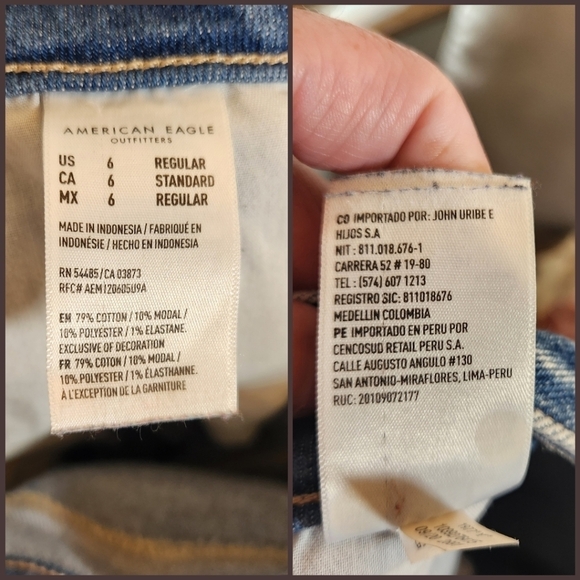 AMERICAN EAGLE
OUTFITTERS
US 6 REGULAR
CA 6 STANDARD
MX 6 REGULAR
MADE IN INDONESIA / FABRIQUÉ EN
INDONÉSIE / HECHO EN INDONESIA
RN 54485/CA 03873
RFC# AEM120605U9A
EN 79% COTTON / 10% MODAL /
10% POLYESTER / 1% ELASTANE.
EXCLUSIVE OF DECORATION
FR 79% COTON / 10% MODAL /
10% POLYESTER / 1% ÉLASTHANNE.
À L'EXCEPTION DE LA GARNITURE
CO IMPORTADO POR: JOHN URIBE E
HIJOS S.A
NIT : 811.018.676-1
CARRERA 52 # 19-80
TEL : (574) 607 1213
REGISTRO SIC: 811018676
MEDELLIN COLOMBIA
PE IMPORTADO EN PERU POR
CENCOSUD RETAIL PERU S.A.
CALLE AUGUSTO ANGULO #130
SAN ANTONIO-MIRAFLORES, LIMA-PERU
RUC: 20109072177